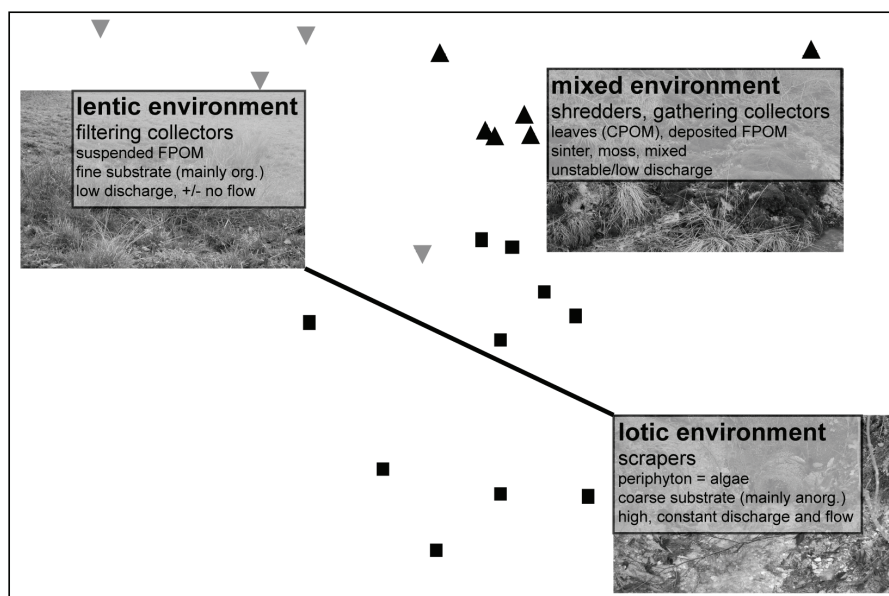 lentic environment
filtering collectors
suspended FPOM
fine substrate (mainly org.)
low discharge, +/- no flow
mixed environment
shredders, gathering collectors
leaves (CPOM), deposited FPOM
sinter, moss, mixed
unstable/low discharge
lotic environment
scrapers
periphyton = algae
coarse substrate (mainly anorg.)
high, constant discharge and flow